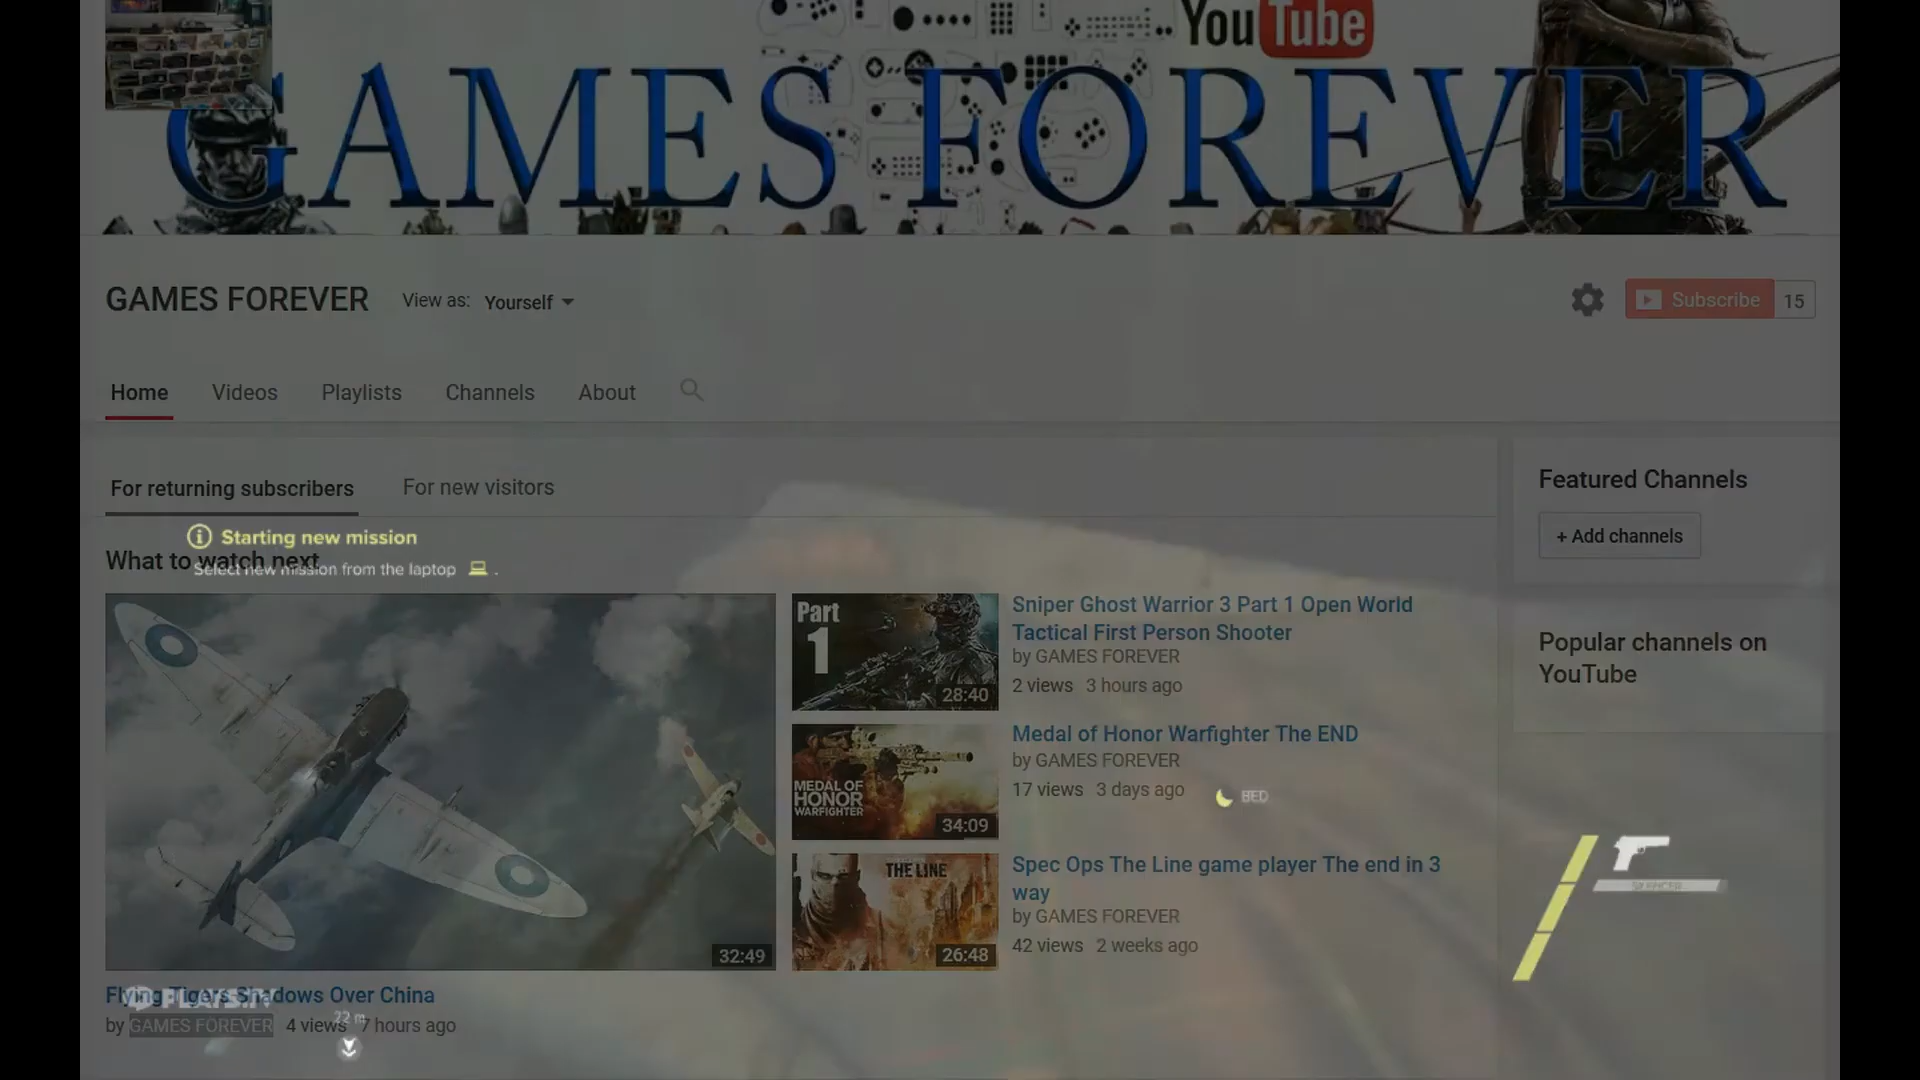 YouTube
GAMES FOREVER
GAMES FOREVER
View as: Yourself
Subscribe 15
Home Videos Playlists Channels About
For returning subscribers For new visitors
Starting new mission
What to watch next
Select new mission from the laptop .
Featured Channels
+ Add channels
Popular channels on
YouTube
Part
1
28:40
Sniper Ghost Warrior 3 Part 1 Open World
Tactical First Person Shooter
by GAMES FOREVER
2 views 3 hours ago
MEDAL OF
HONOR
WARFIGHTER
34:09
Medal of Honor Warfighter The END
by GAMES FOREVER
17 views 3 days ago
BED
THE LINE
26:48
Spec Ops The Line game player The end in 3
way
by GAMES FOREVER
42 views 2 weeks ago
SILENCER
32:49
Flying Tigers Shadows Over China
PLAYS.TV
by GAMES FOREVER 4 views 7 hours ago
22 m